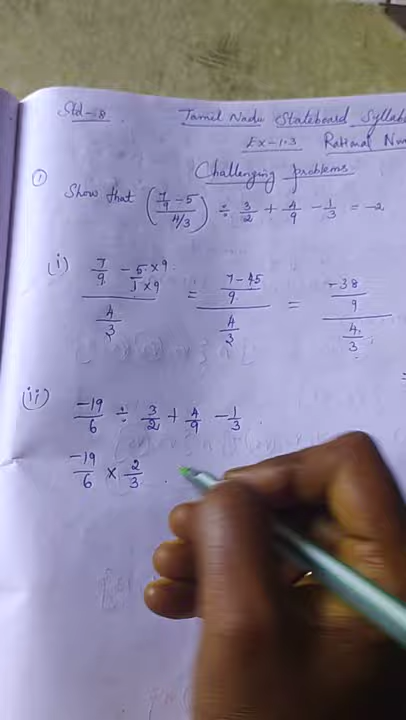 Std-8 Tamil Nadu Stateboard Syllab
Ex-1.3 Rational Num
Challenging problems
① Show that ((7/9 - 5)/(4/3)) ÷ 3/2 + 4/9 - 1/3 = -2
(i) (7/9 - 5×9/1×9)/(4/3) = ((7-45)/9)/(4/3) = (-38/9)/(4/3) =
(ii) -19/6 ÷ 3/2 + 4/9 - 1/3.
-19/6 × 2/3